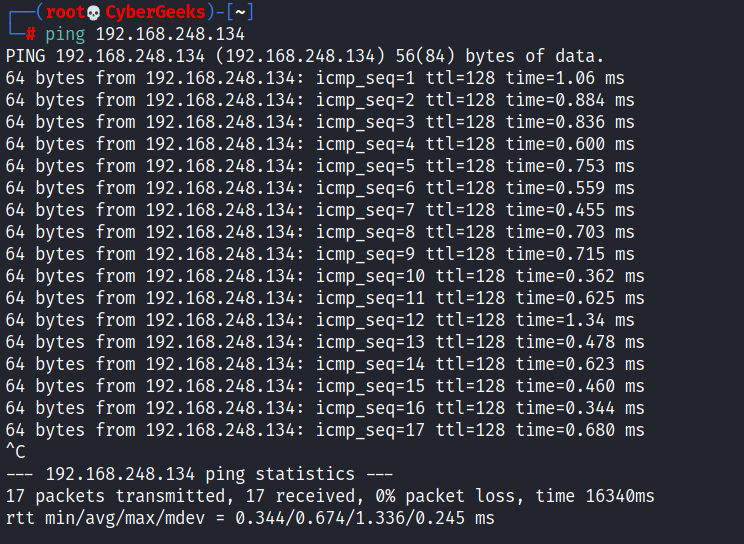 ┌──(root💀CyberGeeks)-[~]
└─# ping 192.168.248.134
PING 192.168.248.134 (192.168.248.134) 56(84) bytes of data.
64 bytes from 192.168.248.134: icmp_seq=1 ttl=128 time=1.06 ms
64 bytes from 192.168.248.134: icmp_seq=2 ttl=128 time=0.884 ms
64 bytes from 192.168.248.134: icmp_seq=3 ttl=128 time=0.836 ms
64 bytes from 192.168.248.134: icmp_seq=4 ttl=128 time=0.600 ms
64 bytes from 192.168.248.134: icmp_seq=5 ttl=128 time=0.753 ms
64 bytes from 192.168.248.134: icmp_seq=6 ttl=128 time=0.559 ms
64 bytes from 192.168.248.134: icmp_seq=7 ttl=128 time=0.455 ms
64 bytes from 192.168.248.134: icmp_seq=8 ttl=128 time=0.703 ms
64 bytes from 192.168.248.134: icmp_seq=9 ttl=128 time=0.715 ms
64 bytes from 192.168.248.134: icmp_seq=10 ttl=128 time=0.362 ms
64 bytes from 192.168.248.134: icmp_seq=11 ttl=128 time=0.625 ms
64 bytes from 192.168.248.134: icmp_seq=12 ttl=128 time=1.34 ms
64 bytes from 192.168.248.134: icmp_seq=13 ttl=128 time=0.478 ms
64 bytes from 192.168.248.134: icmp_seq=14 ttl=128 time=0.623 ms
64 bytes from 192.168.248.134: icmp_seq=15 ttl=128 time=0.460 ms
64 bytes from 192.168.248.134: icmp_seq=16 ttl=128 time=0.344 ms
64 bytes from 192.168.248.134: icmp_seq=17 ttl=128 time=0.680 ms
^C
--- 192.168.248.134 ping statistics ---
17 packets transmitted, 17 received, 0% packet loss, time 16340ms
rtt min/avg/max/mdev = 0.344/0.674/1.336/0.245 ms